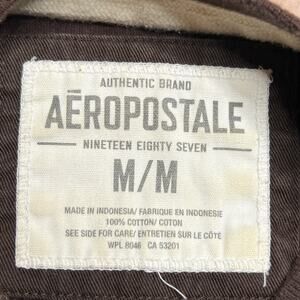 AUTHENTIC BRAND
AÉROPOSTALE
NINETEEN EIGHTY SEVEN
M/M
MADE IN INDONESIA/ FABRIQUE EN INDONESIE
100% COTTON/ COTON
SEE SIDE FOR CARE/ ENTRETIEN SUR LE CÔTÉ
WPL 8046 CA 53201